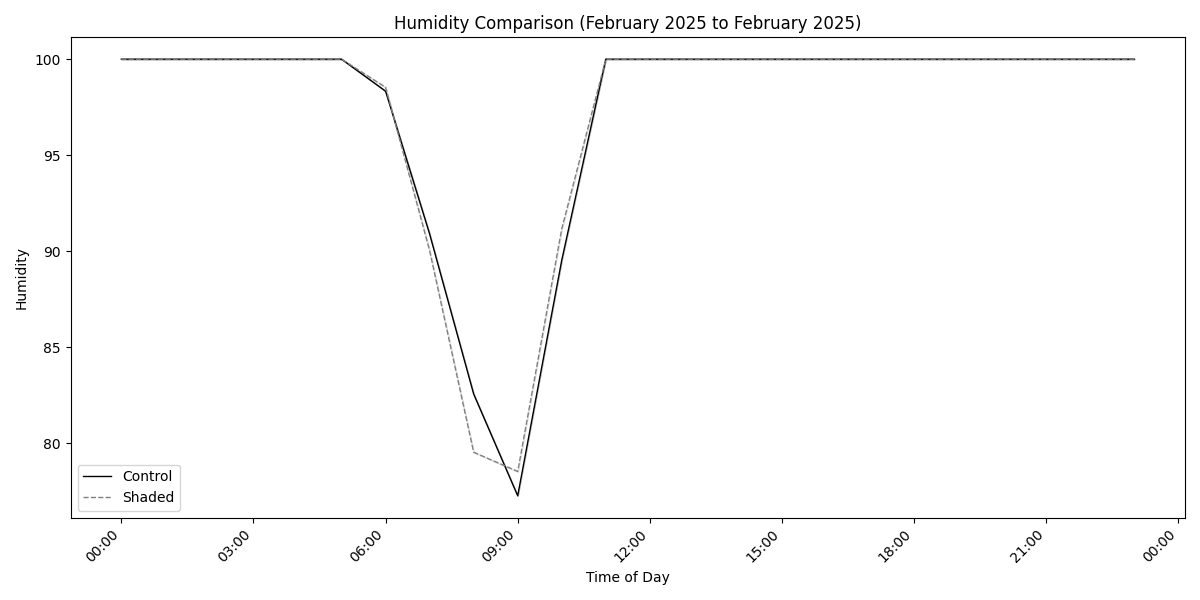 Humidity Comparison (February 2025 to February 2025)
100
95
90
85
80
Humidity
Control
Shaded
00:00
03:00
06:00
09:00
12:00
15:00
18:00
21:00
00:00
Time of Day